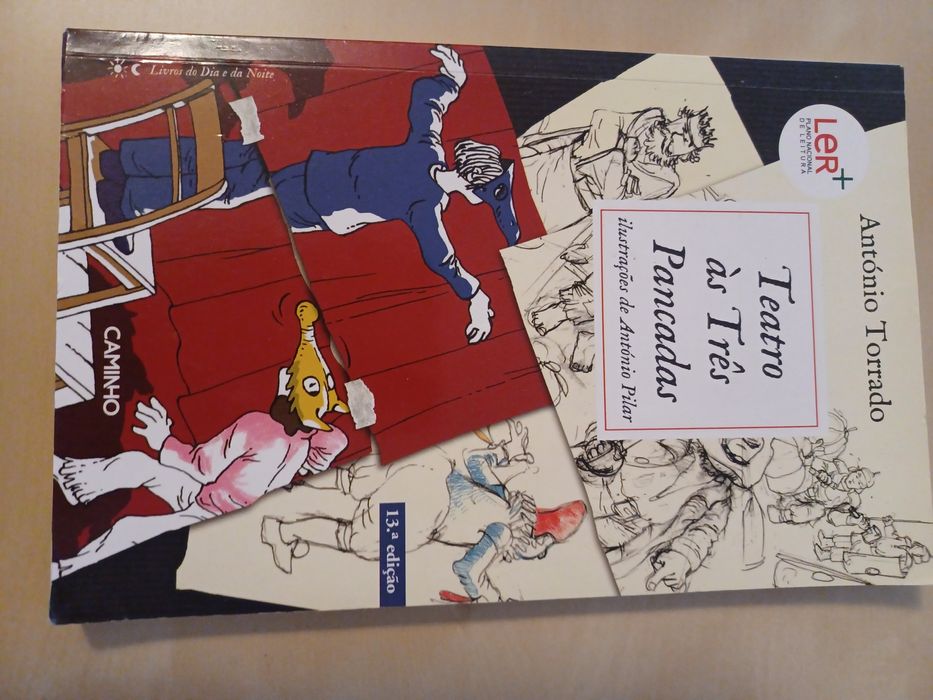 António Torrado
LeR+
PLANO NACIONAL
DE LEITURA
Teatro
às Três
Pancadas
ilustrações de António Pilar
13.ª edição
Livros do Dia e da Noite
CAMINHO